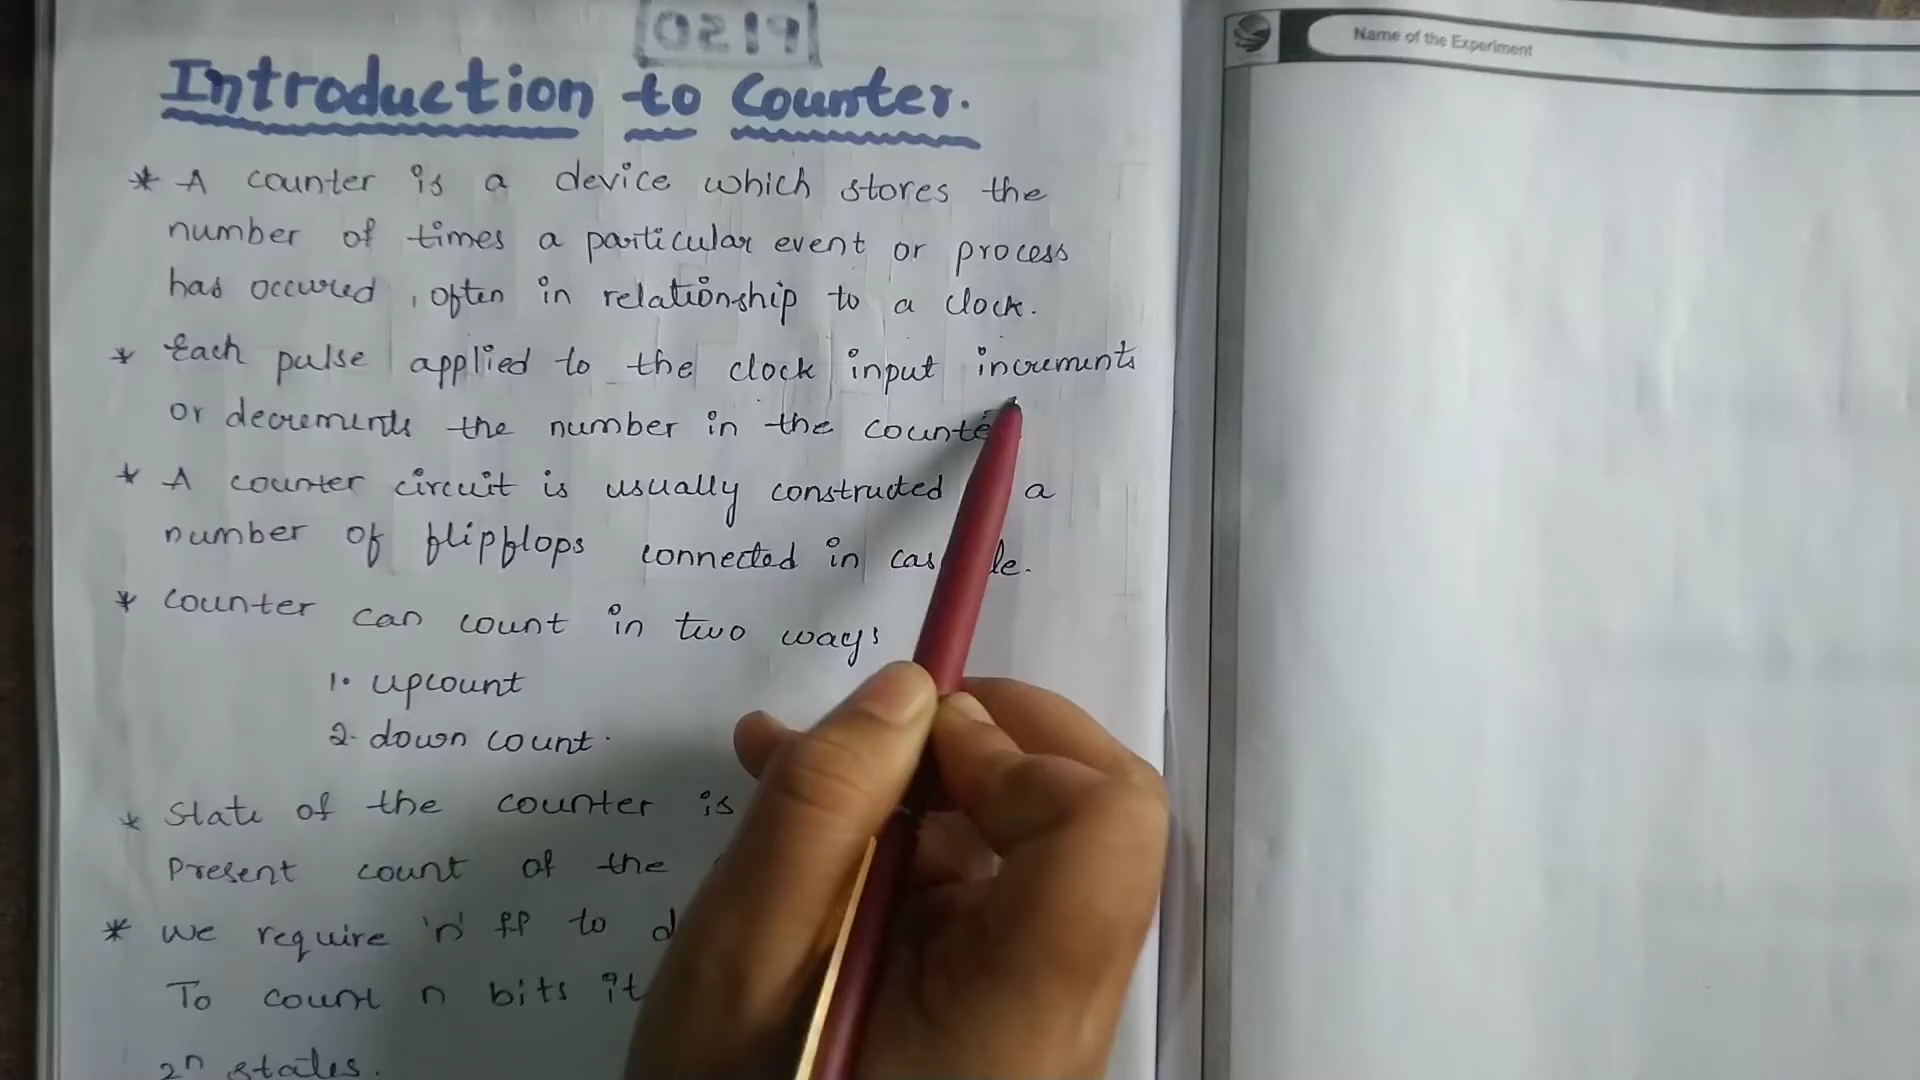 Introduction to Counter.
* A counter is a device which stores the
number of times a particular event or process
has occured, often in relationship to a clock.
* Each pulse applied to the clock input increments
or decrements the number in the counte
* A counter circuit is usually constructed a
number of flipflops connected in cas de.
* counter can count in two ways
1. upcount
2. down count.
* State of the counter is
Present count of the
* we require 'n' ff to d
To count n bits it
2n states.
Name of the Experiment